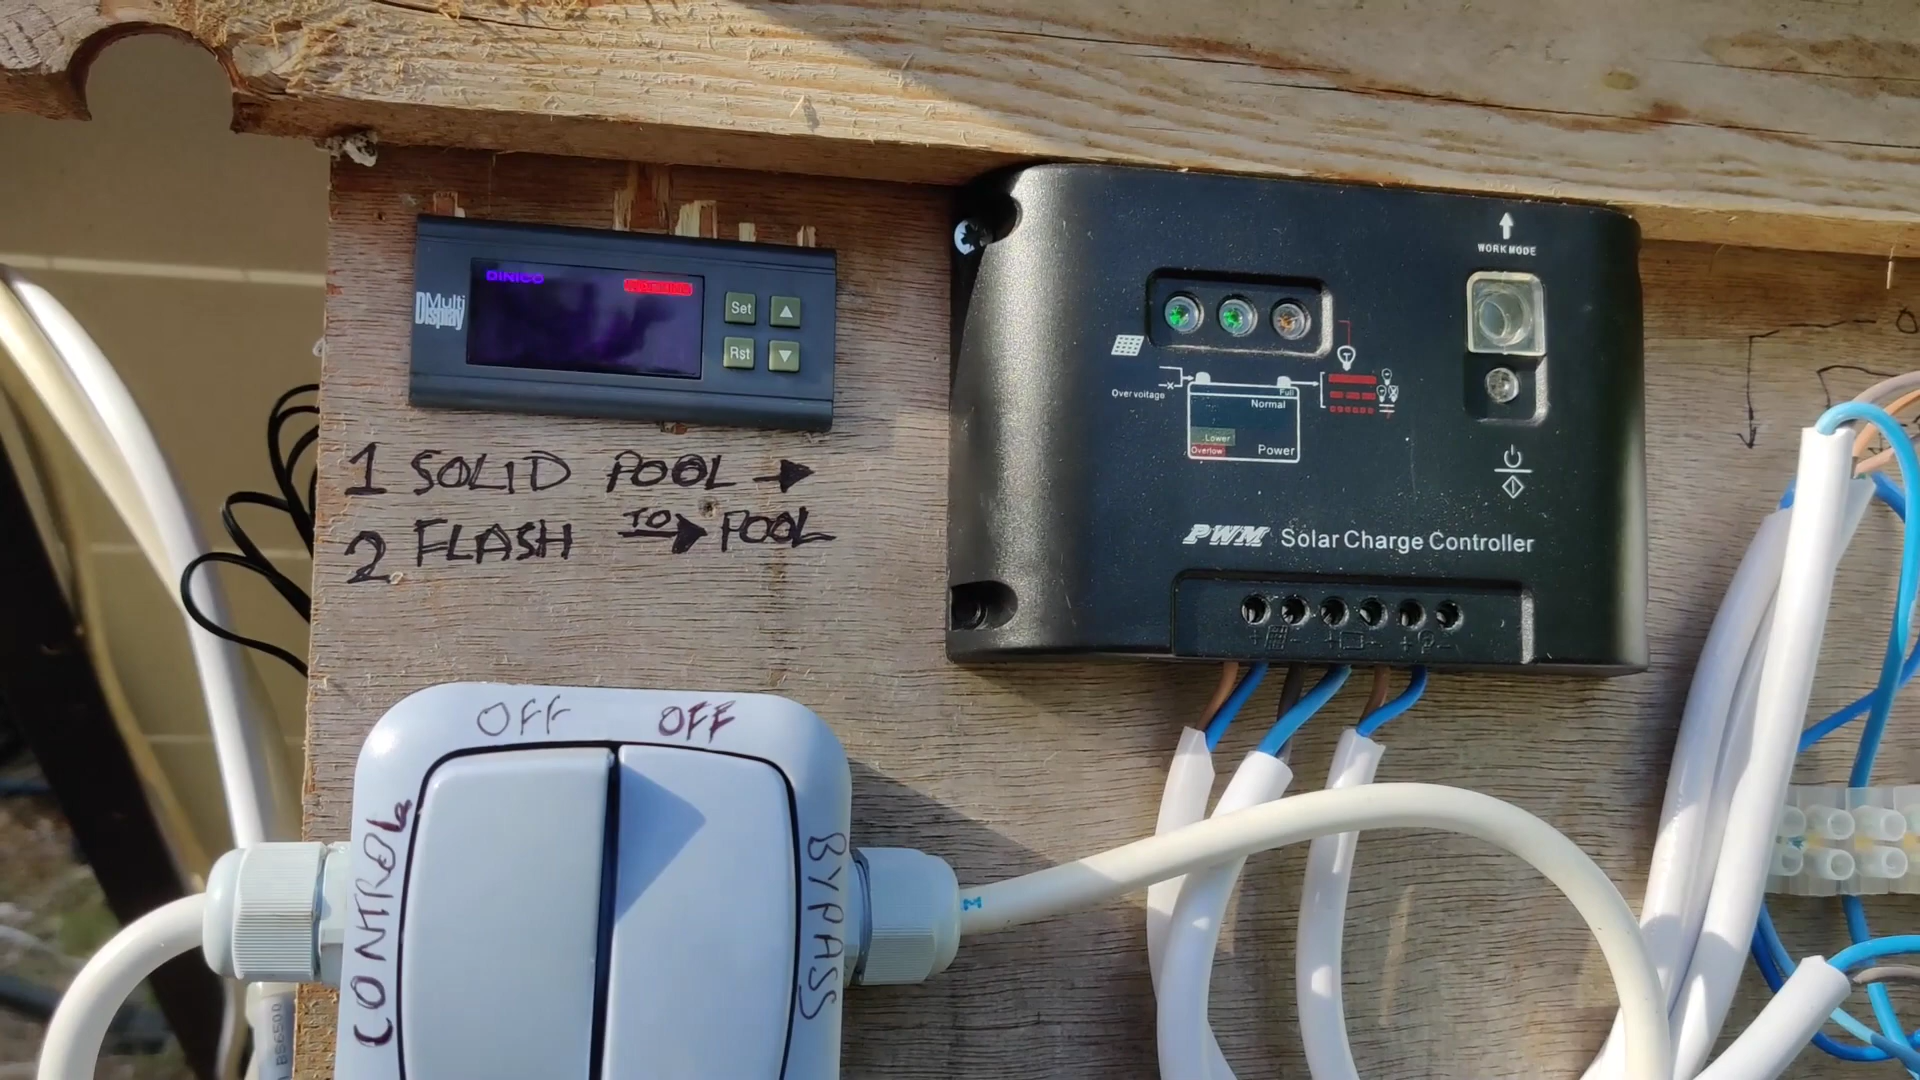 DINICO
Multi
Display
Set
Rst
1 SOLID POOL →
2 FLASH TO → POOL
WORK MODE
Over voltage
Full
Normal
Lower
Overlow
Power
PWM Solar Charge Controller
OFF OFF
CONTROL
BYPASS
BS6500